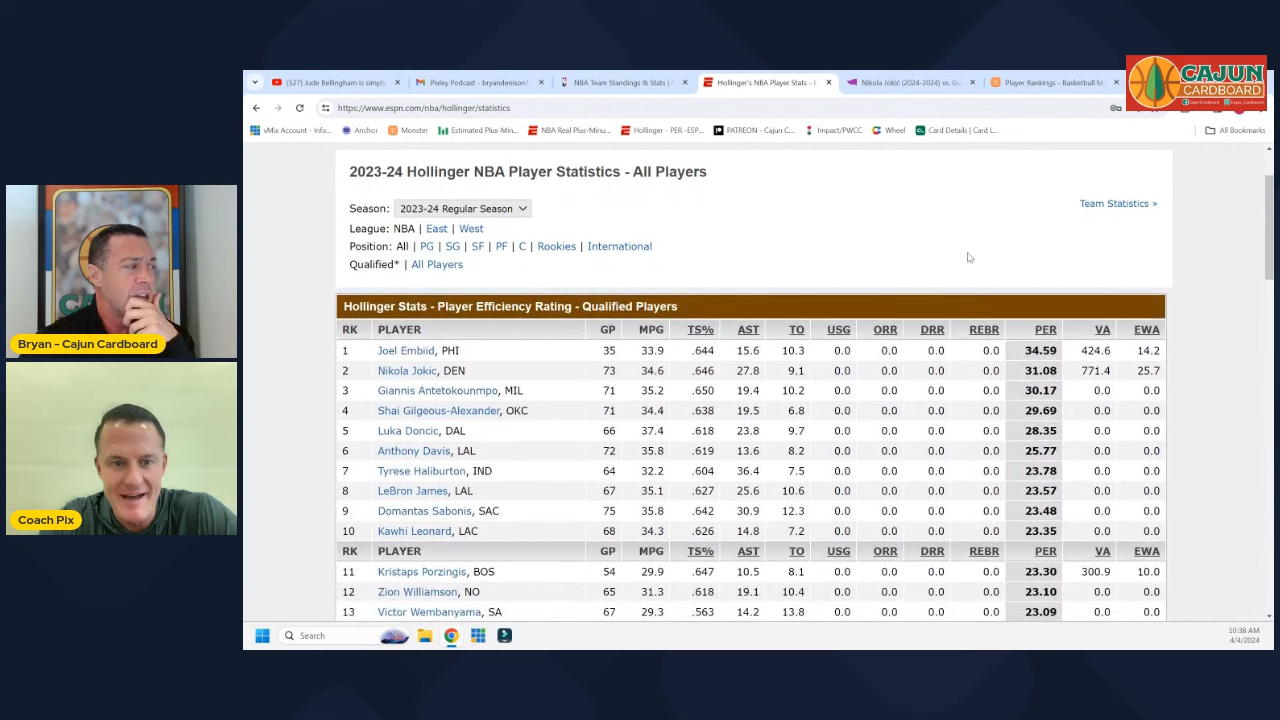 (527) Jude Bellingham is simply
Pixley Podcast - bryandenison
NBA Team Standings & Stats |
Hollinger's NBA Player Stats - E
Nikola Jokić (2024-2024) vs. Gi
Player Rankings - Basketball M
CAJUN
CARDBOARD
https://www.espn.com/nba/hollinger/statistics
vMix Account - Info...
Anchor
Monster
Estimated Plus-Min...
NBA Real Plus-Minu...
Hollinger - PER -ESP...
PATREON - Cajun C...
Impact/PWCC
Wheel
Card Details | Card L...
All Bookmarks
2023-24 Hollinger NBA Player Statistics - All Players
Season: 2023-24 Regular Season
Team Statistics »
League: NBA | East | West
Position: All | PG | SG | SF | PF | C | Rookies | International
Qualified* | All Players
Hollinger Stats - Player Efficiency Rating - Qualified Players
RK PLAYER GP MPG TS% AST TO USG ORR DRR REBR PER VA EWA
1 Joel Embiid, PHI 35 33.9 .644 15.6 10.3 0.0 0.0 0.0 0.0 34.59 424.6 14.2
2 Nikola Jokic, DEN 73 34.6 .646 27.8 9.1 0.0 0.0 0.0 0.0 31.08 771.4 25.7
3 Giannis Antetokounmpo, MIL 71 35.2 .650 19.4 10.2 0.0 0.0 0.0 0.0 30.17 0.0 0.0
4 Shai Gilgeous-Alexander, OKC 71 34.4 .638 19.5 6.8 0.0 0.0 0.0 0.0 29.69 0.0 0.0
5 Luka Doncic, DAL 66 37.4 .618 23.8 9.7 0.0 0.0 0.0 0.0 28.35 0.0 0.0
6 Anthony Davis, LAL 72 35.8 .619 13.6 8.2 0.0 0.0 0.0 0.0 25.77 0.0 0.0
7 Tyrese Haliburton, IND 64 32.2 .604 36.4 7.5 0.0 0.0 0.0 0.0 23.78 0.0 0.0
8 LeBron James, LAL 67 35.1 .627 25.6 10.6 0.0 0.0 0.0 0.0 23.57 0.0 0.0
9 Domantas Sabonis, SAC 75 35.8 .642 30.9 12.3 0.0 0.0 0.0 0.0 23.48 0.0 0.0
10 Kawhi Leonard, LAC 68 34.3 .626 14.8 7.2 0.0 0.0 0.0 0.0 23.35 0.0 0.0
RK PLAYER GP MPG TS% AST TO USG ORR DRR REBR PER VA EWA
11 Kristaps Porzingis, BOS 54 29.9 .647 10.5 8.1 0.0 0.0 0.0 0.0 23.30 300.9 10.0
12 Zion Williamson, NO 65 31.3 .618 19.1 10.4 0.0 0.0 0.0 0.0 23.10 0.0 0.0
13 Victor Wembanyama, SA 67 29.3 .563 14.2 13.8 0.0 0.0 0.0 0.0 23.09 0.0 0.0
Bryan - Cajun Cardboard
Coach Pix
Search
10:38 AM
4/4/2024